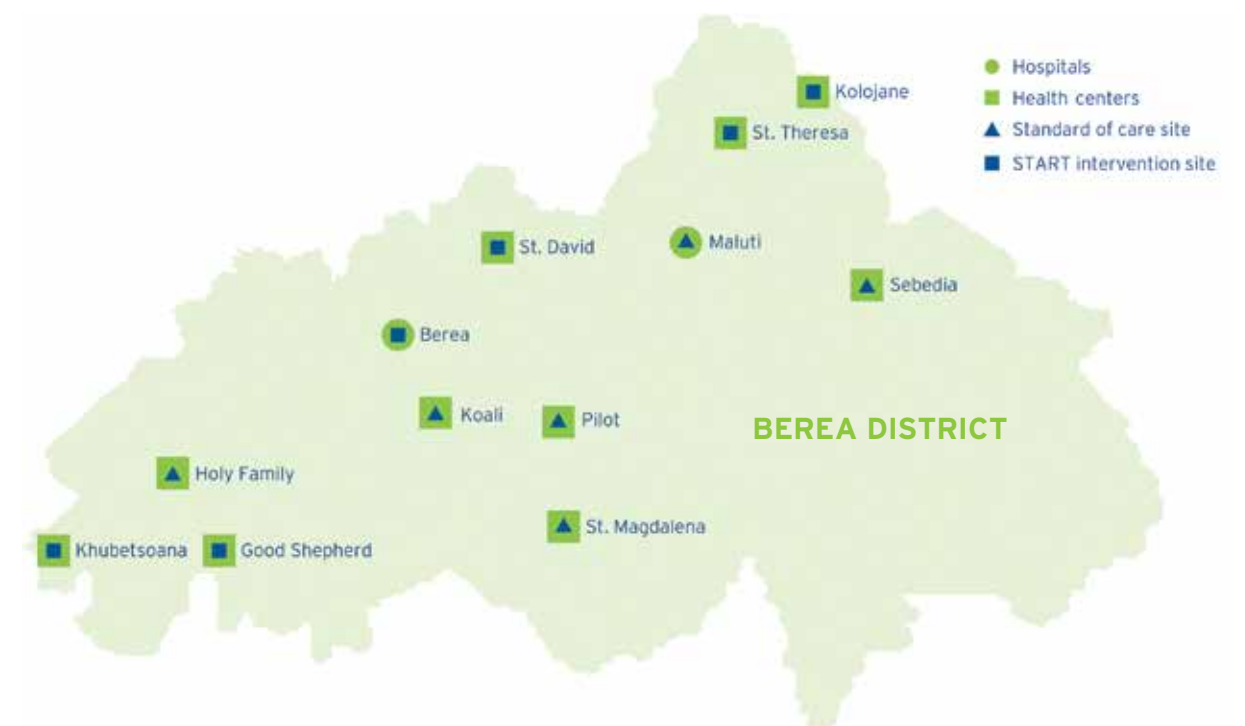 Hospitals
Kolojane
Health centers
St. Theresa
Standard of care site
START intervention site
St. David
Maluti
Sebedia
Berea
Koali
Pilot
BEREA DISTRICT
Holy Family
St. Magdalena
Khubetsoana
Good Shepherd